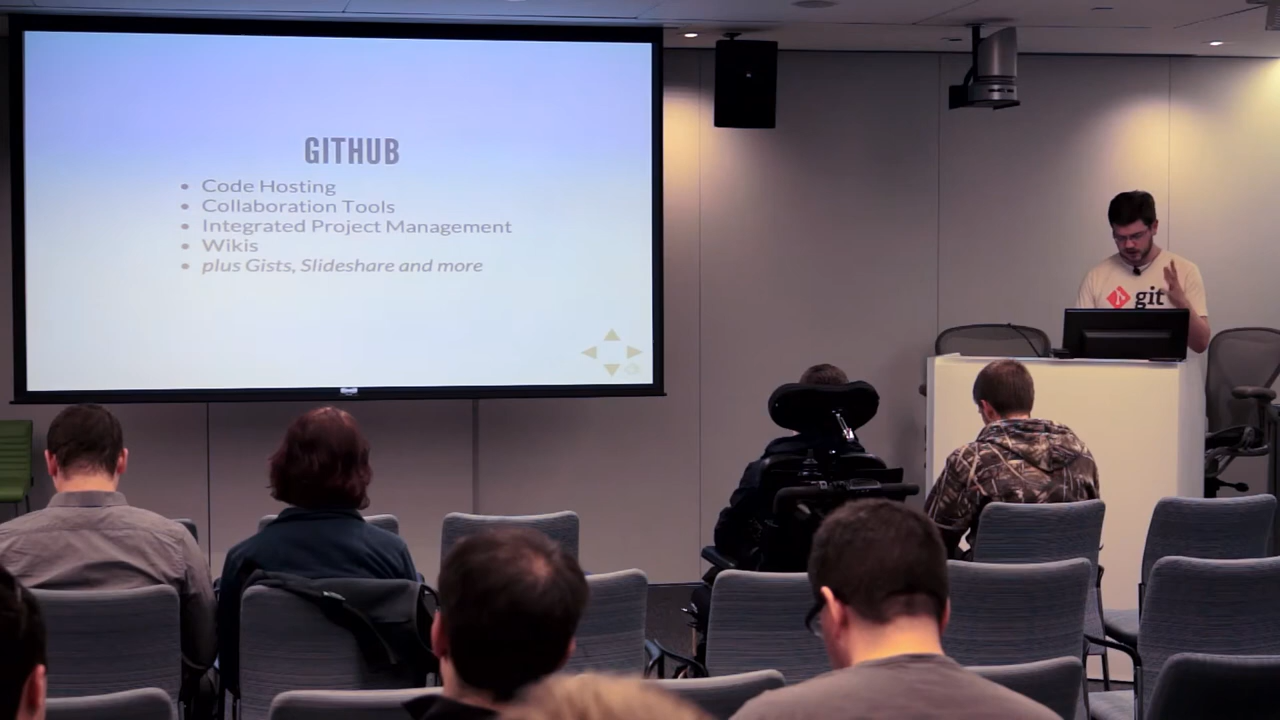 GITHUB
Code Hosting
Collaboration Tools
Integrated Project Management
Wikis
plus Gists, Slideshare and more
git